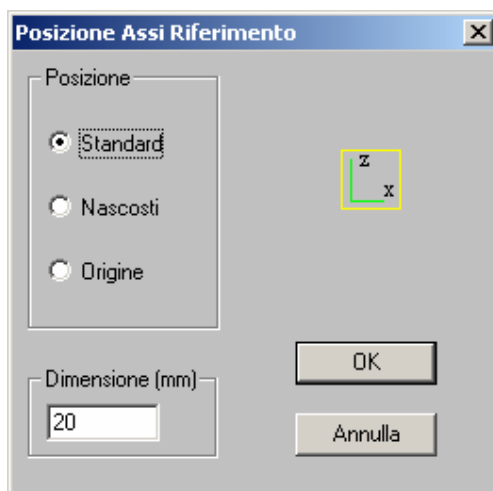 Posizione Assi Riferimento
Posizione
Standard
Nascosti
Origine
z
x
Dimensione (mm)
20
OK
Annulla